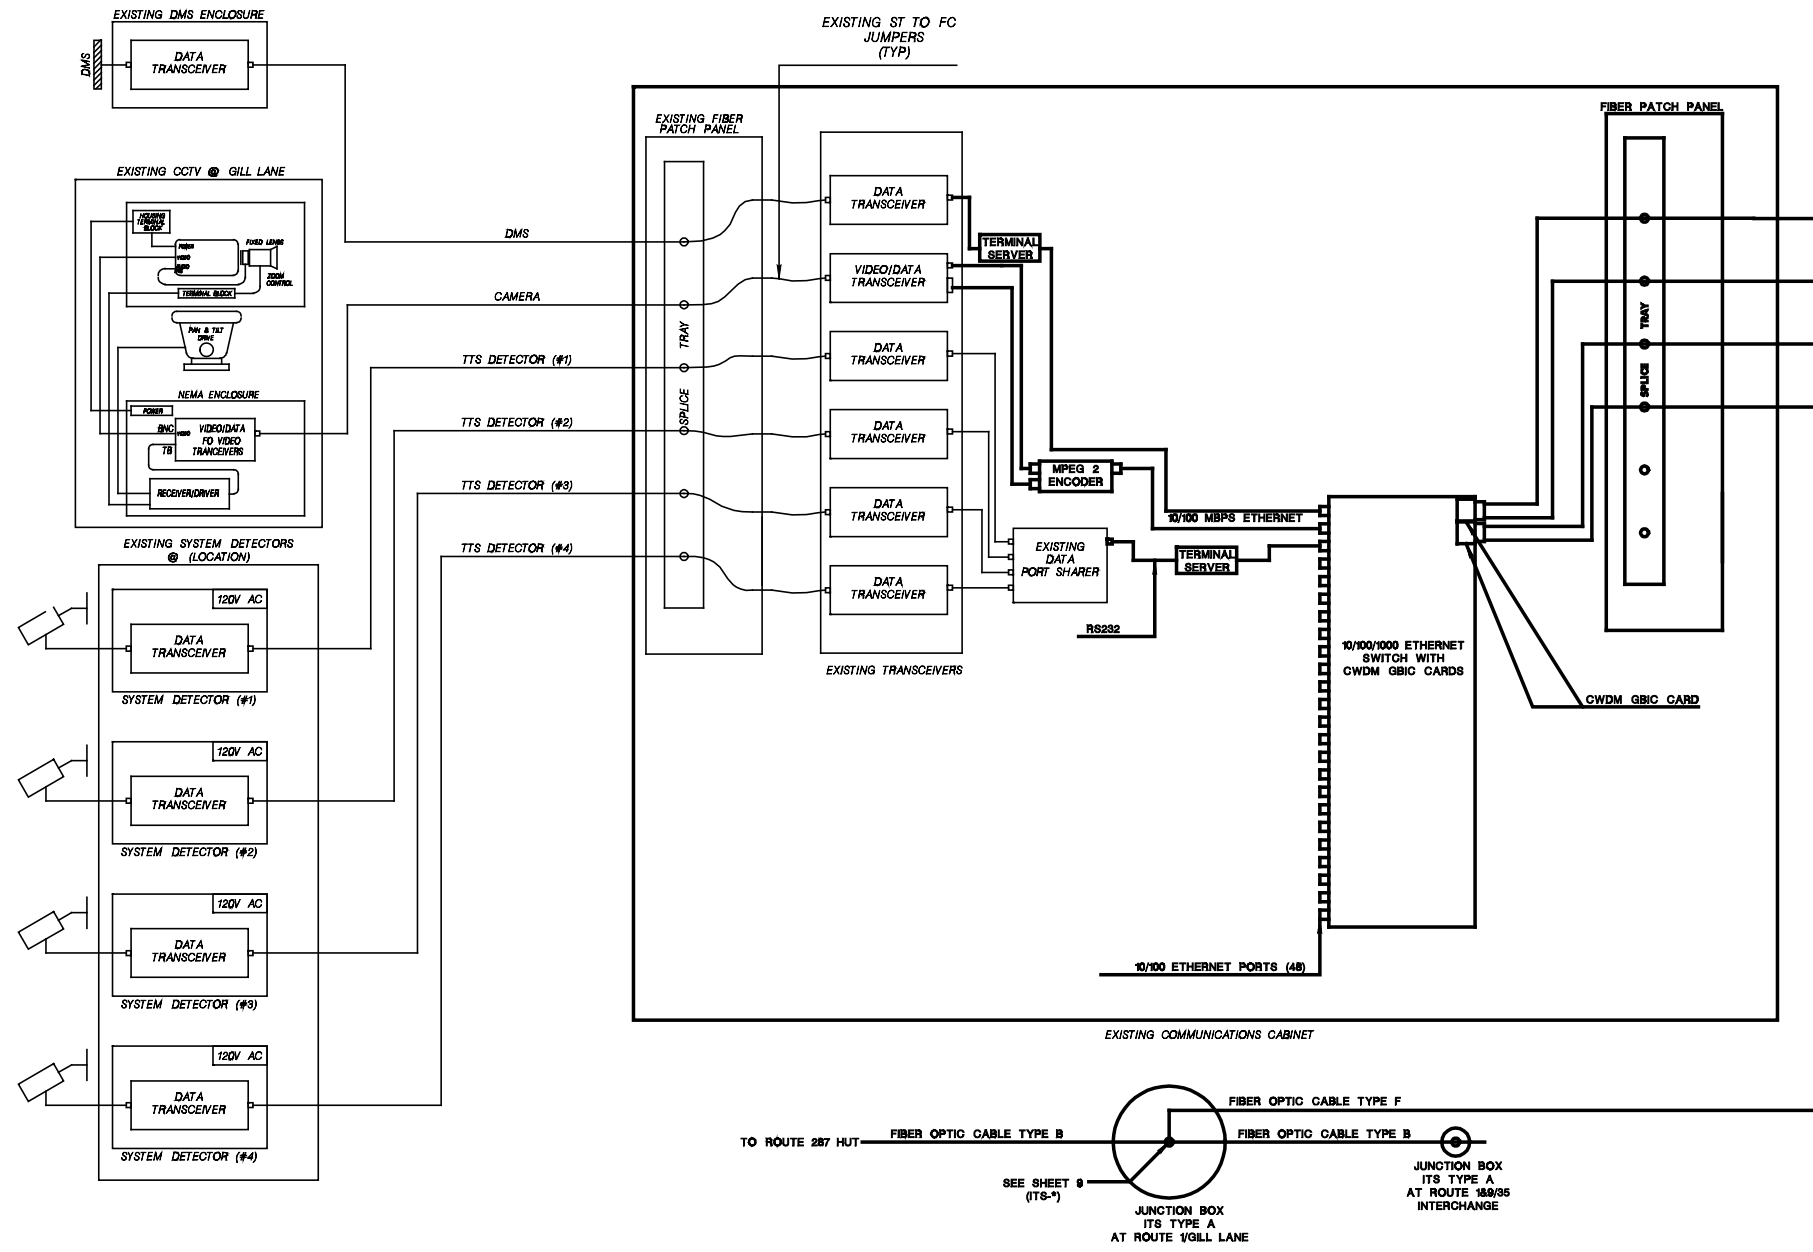 EXISTING DMS ENCLOSURE
DMS
DATA
TRANSCEIVER
EXISTING ST TO FC
JUMPERS
(TYP)
EXISTING CCTV @ GILL LANE
HOUSING
TERMINAL
BLOCK
POWER
VIDEO
FIXED LENS
ZOOM
CONTROL
TERMINAL BLOCK
PAN & TILT
DRIVE
NEMA ENCLOSURE
POWER
BNC
VIDEO
TB
VIDEO/DATA
FO VIDEO
TRANCEIVERS
RECEIVER/DRIVER
EXISTING SYSTEM DETECTORS
@ (LOCATION)
120V AC
DATA
TRANSCEIVER
SYSTEM DETECTOR (#1)
120V AC
DATA
TRANSCEIVER
SYSTEM DETECTOR (#2)
120V AC
DATA
TRANSCEIVER
SYSTEM DETECTOR (#3)
120V AC
DATA
TRANSCEIVER
SYSTEM DETECTOR (#4)
DMS
CAMERA
TTS DETECTOR (#1)
TTS DETECTOR (#2)
TTS DETECTOR (#3)
TTS DETECTOR (#4)
EXISTING FIBER
PATCH PANEL
SPLICE TRAY
DATA
TRANSCEIVER
VIDEO/DATA
TRANSCEIVER
DATA
TRANSCEIVER
DATA
TRANSCEIVER
DATA
TRANSCEIVER
DATA
TRANSCEIVER
EXISTING TRANSCEIVERS
TERMINAL
SERVER
MPEG 2
ENCODER
10/100 MBPS ETHERNET
EXISTING
DATA
PORT SHARER
TERMINAL
SERVER
RS232
10/100/1000 ETHERNET
SWITCH WITH
CWDM GBIC CARDS
CWDM GBIC CARD
10/100 ETHERNET PORTS (48)
FIBER PATCH PANEL
SPLICE TRAY
EXISTING COMMUNICATIONS CABINET
FIBER OPTIC CABLE TYPE F
TO ROUTE 287 HUT
FIBER OPTIC CABLE TYPE B
FIBER OPTIC CABLE TYPE B
SEE SHEET 9
(ITS-*)
JUNCTION BOX
ITS TYPE A
AT ROUTE 1/GILL LANE
JUNCTION BOX
ITS TYPE A
AT ROUTE 1&9/35
INTERCHANGE